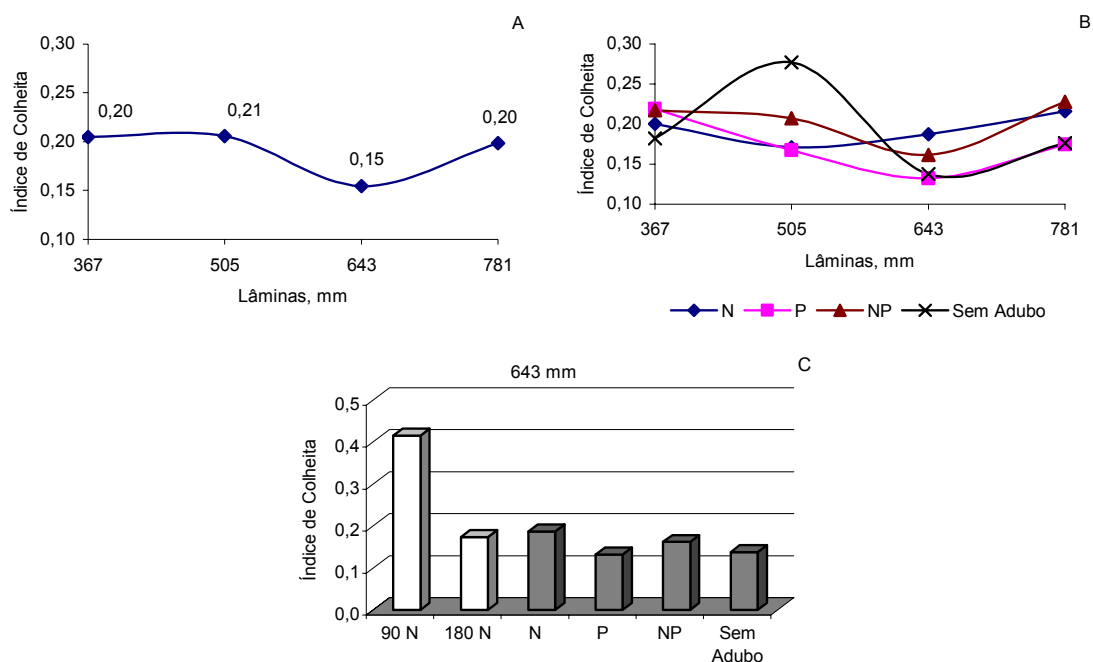 A
Índice de Colheita
0,30
0,25
0,20
0,15
0,10
0,20
0,21
0,15
0,20
367 505 643 781
Lâminas, mm
B
Índice de Colheita
0,30
0,25
0,20
0,15
0,10
367 505 643 781
Lâminas, mm
N P NP Sem Adubo
C
643 mm
Índice de Colheita
0,5
0,4
0,3
0,2
0,1
0,0
90 N 180 N N P NP Sem
Adubo